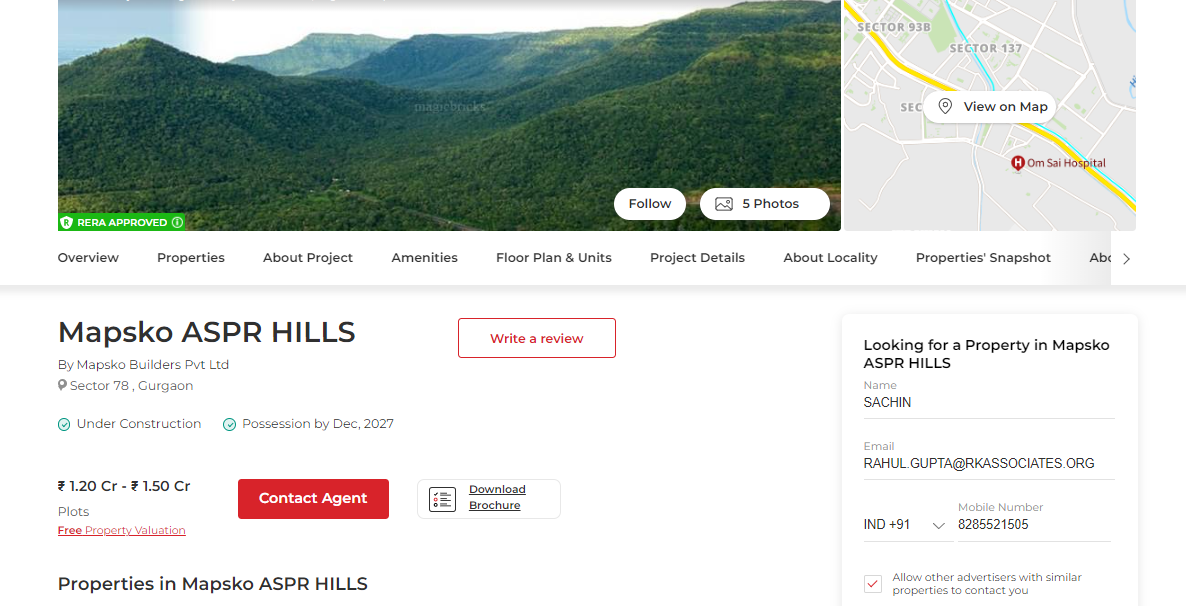 magicbricks
SECTOR 93B
SECTOR 137
SEC
View on Map
Om Sai Hospital
Follow
5 Photos
RERA APPROVED
Overview
Properties
About Project
Amenities
Floor Plan & Units
Project Details
About Locality
Properties' Snapshot
Abo
Mapsko ASPR HILLS
Write a review
By Mapsko Builders Pvt Ltd
Sector 78 , Gurgaon
Under Construction
Possession by Dec, 2027
₹ 1.20 Cr - ₹ 1.50 Cr
Plots
Free Property Valuation
Contact Agent
Download
Brochure
Properties in Mapsko ASPR HILLS
Looking for a Property in Mapsko
ASPR HILLS
Name
SACHIN
Email
RAHUL.GUPTA@RKASSOCIATES.ORG
Mobile Number
IND +91
8285521505
Allow other advertisers with similar
properties to contact you